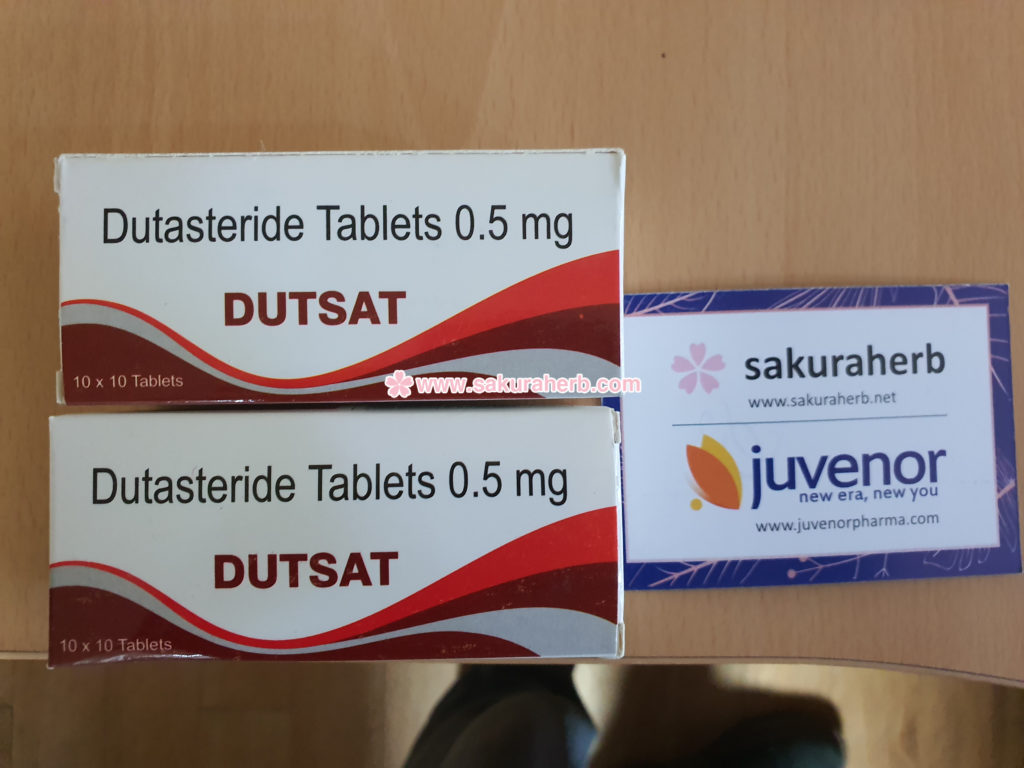 Dutasteride Tablets 0.5 mg
DUTSAT
10 x 10 Tablets
www.sakuraherb.com
Dutasteride Tablets 0.5 mg
DUTSAT
10 x 10 Tablets
sakuraherb
www.sakuraherb.net
juvenor
new era, new you
www.juvenorpharma.com